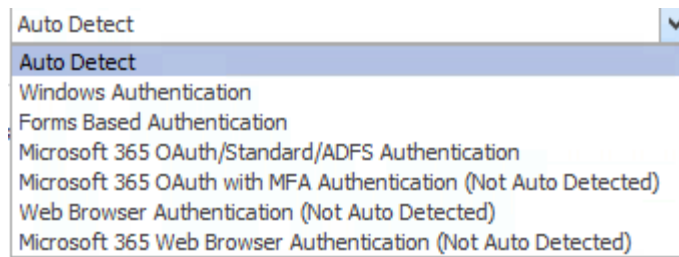 Auto Detect
Auto Detect
Windows Authentication
Forms Based Authentication
Microsoft 365 OAuth/Standard/ADFS Authentication
Microsoft 365 OAuth with MFA Authentication (Not Auto Detected)
Web Browser Authentication (Not Auto Detected)
Microsoft 365 Web Browser Authentication (Not Auto Detected)